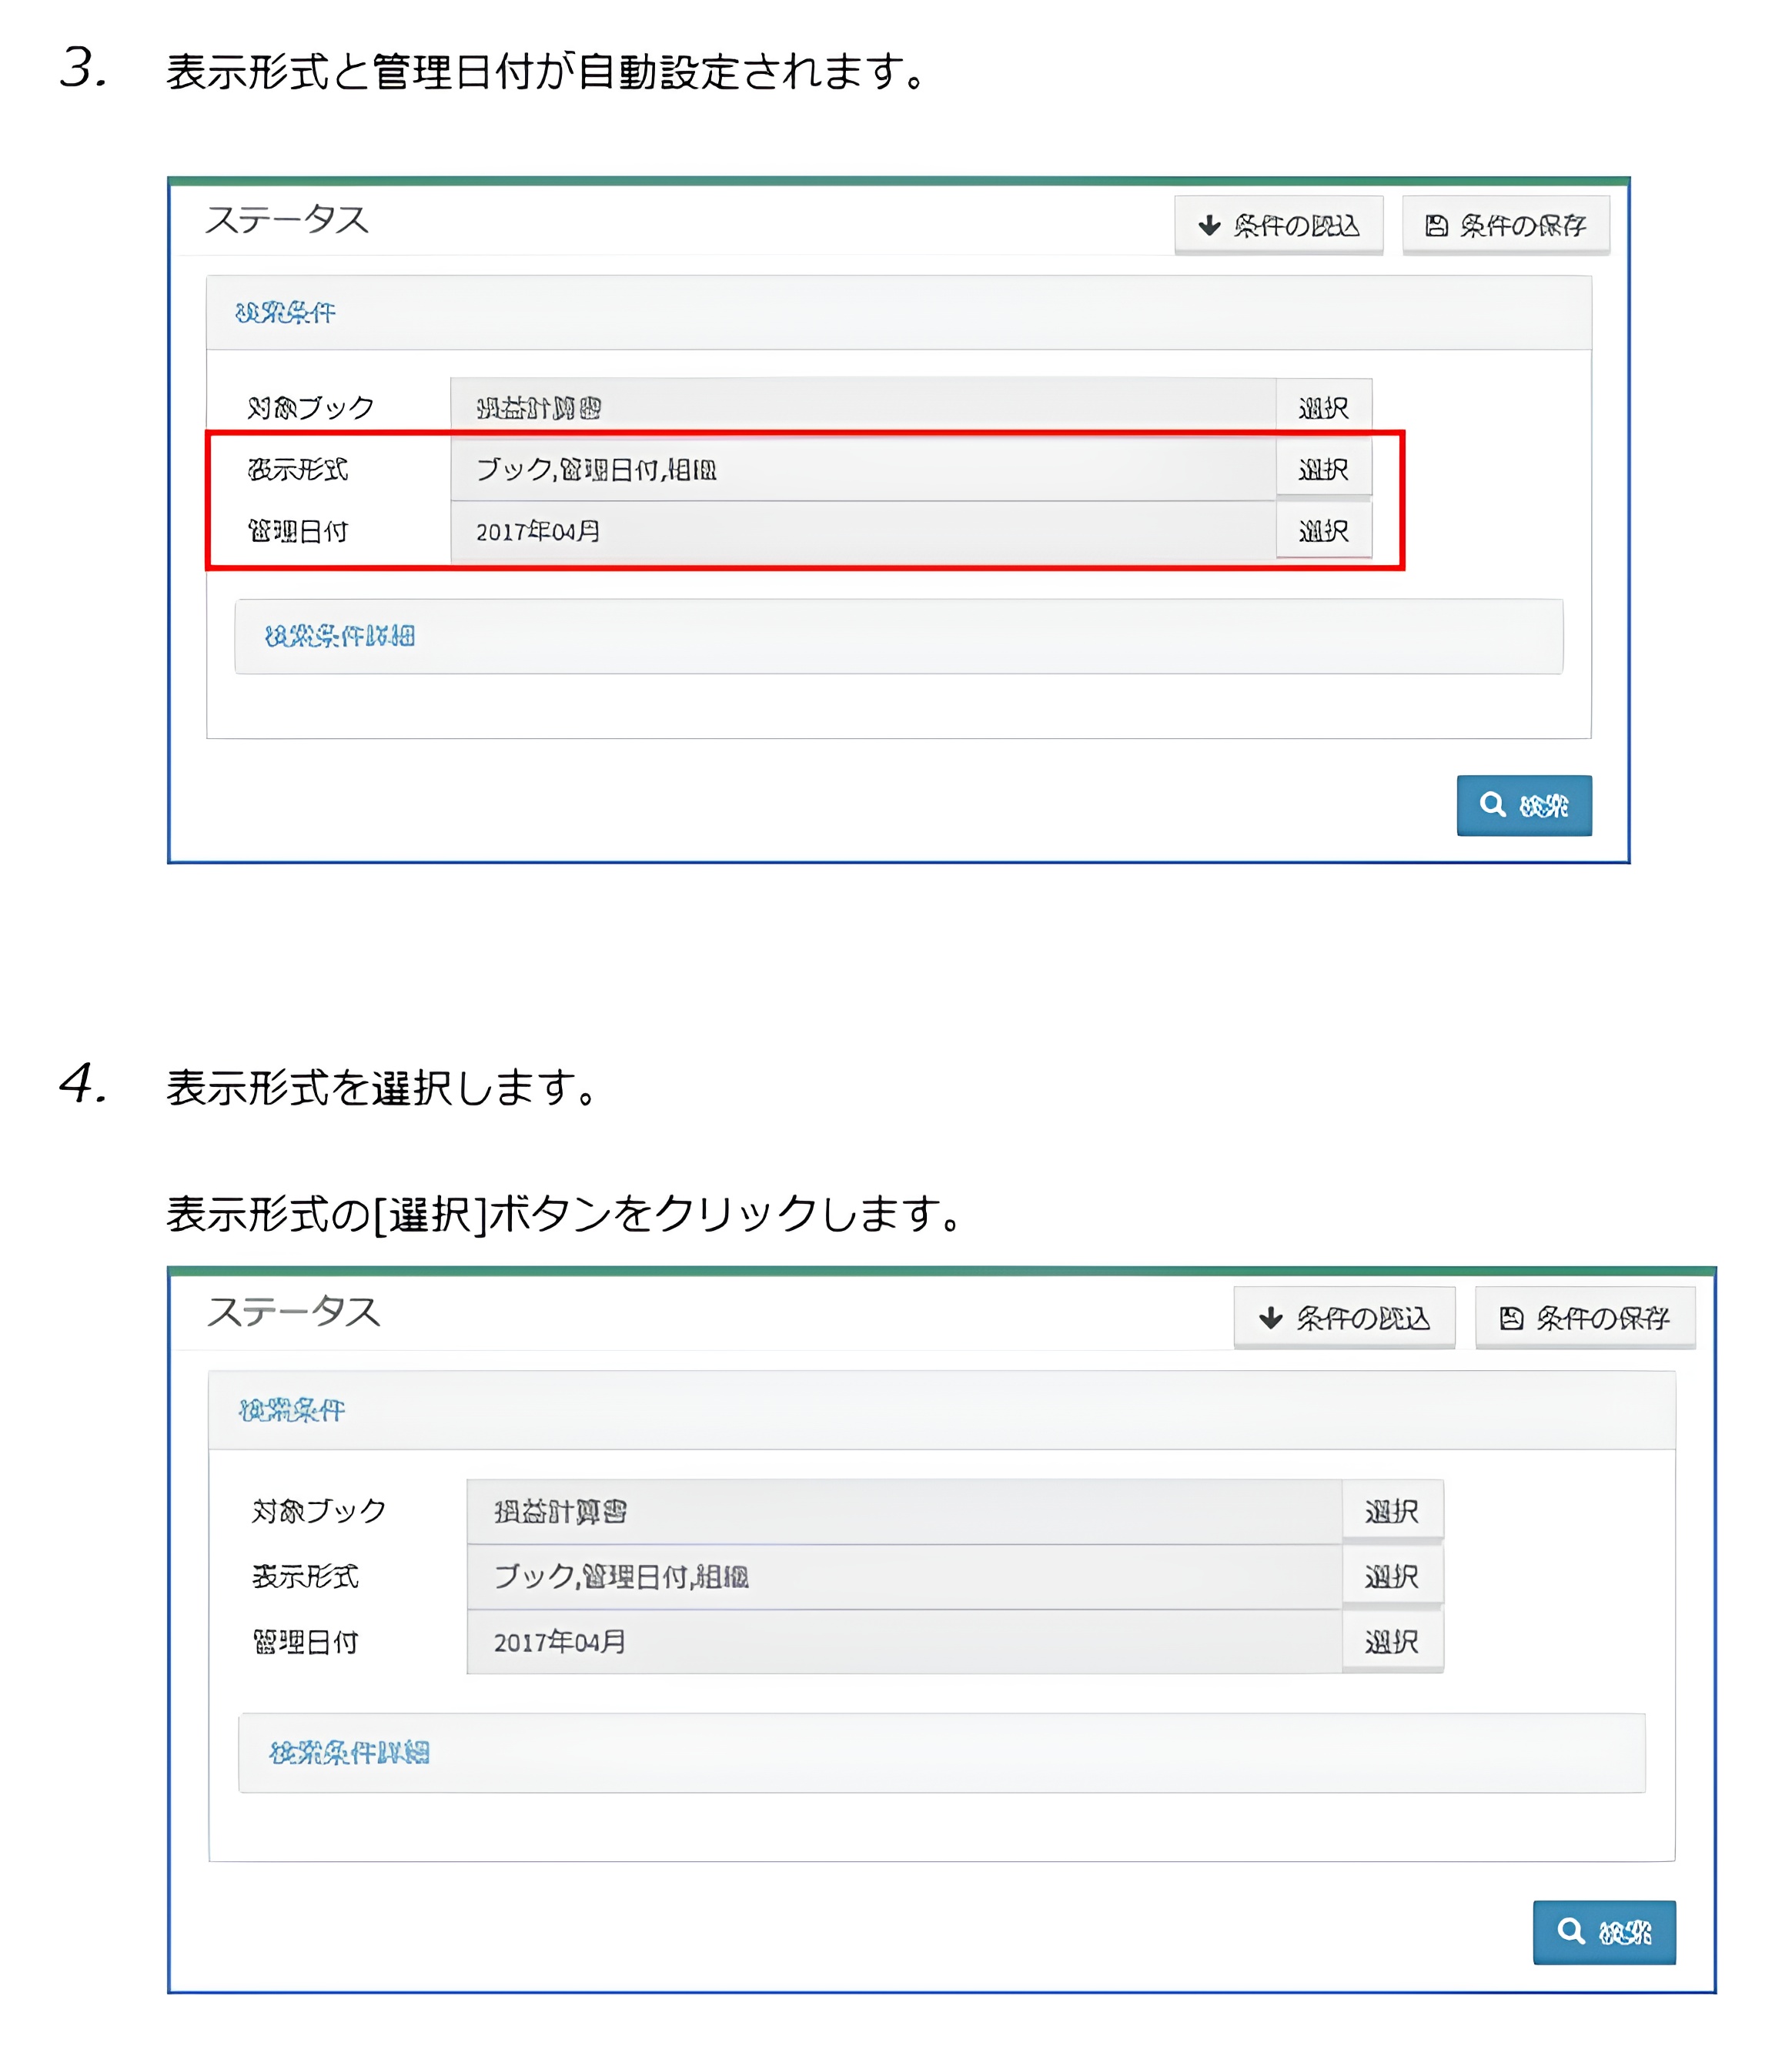 3. 表示形式と管理日付が自動設定されます。
ステータス
条件の読込
条件の保存
検索条件
対象ブック 損益計算書 選択
表示形式 ブック,管理日付,組織 選択
管理日付 2017年04月 選択
検索条件詳細
検索
4. 表示形式を選択します。
表示形式の[選択]ボタンをクリックします。
ステータス
条件の読込
条件の保存
検索条件
対象ブック 損益計算書 選択
表示形式 ブック,管理日付,組織 選択
管理日付 2017年04月 選択
検索条件詳細
検索